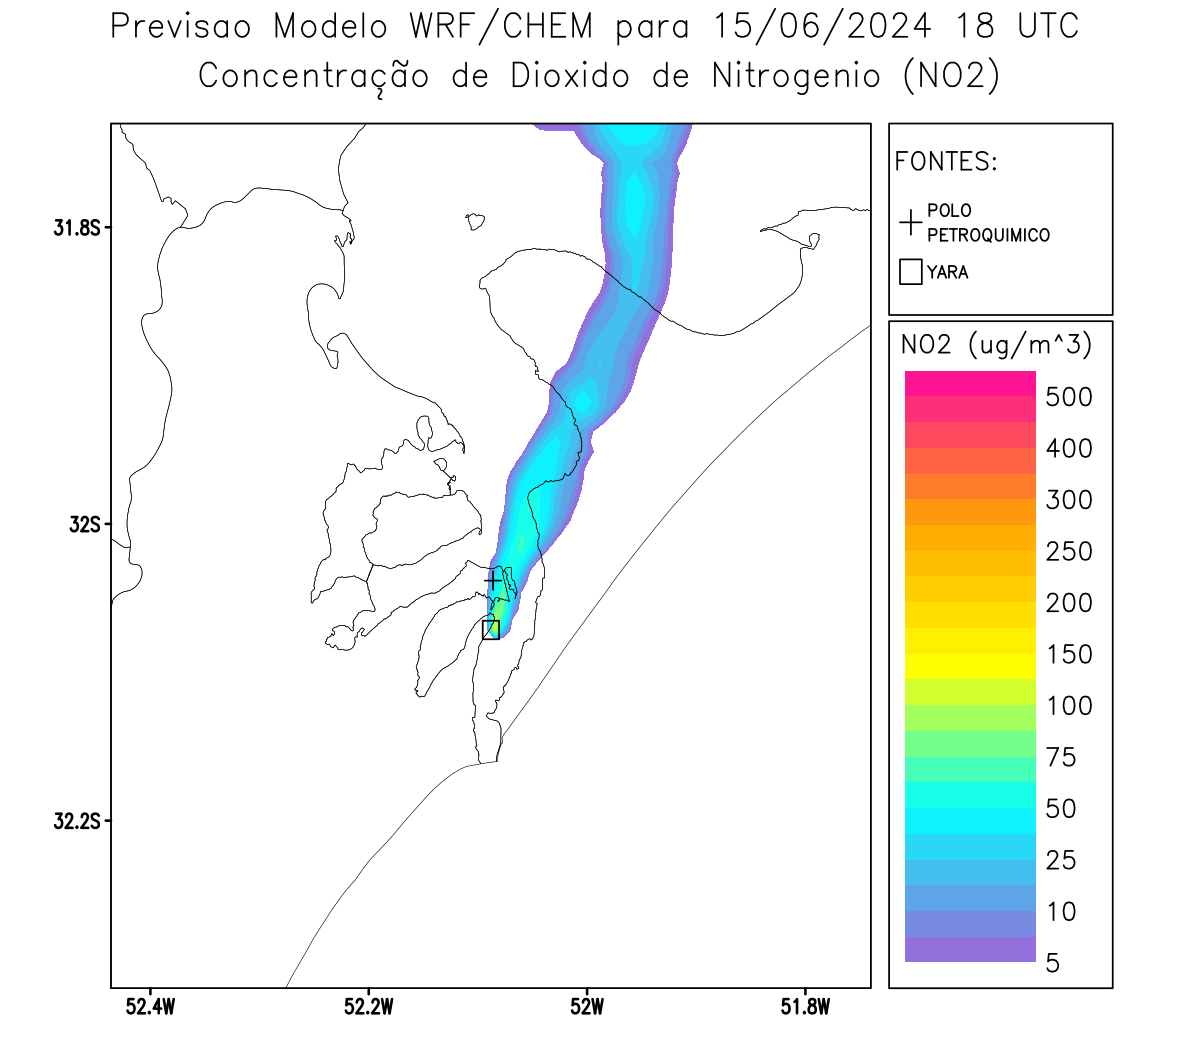 Previsao Modelo WRF/CHEM para 15/06/2024 18 UTC
Concentração de Dioxido de Nitrogenio (NO2)
FONTES:
POLO
PETROQUIMICO
YARA
NO2 (ug/m^3)
500
400
300
250
200
150
100
75
50
25
10
5
31.8S
32S
32.2S
52.4W
52.2W
52W
51.8W